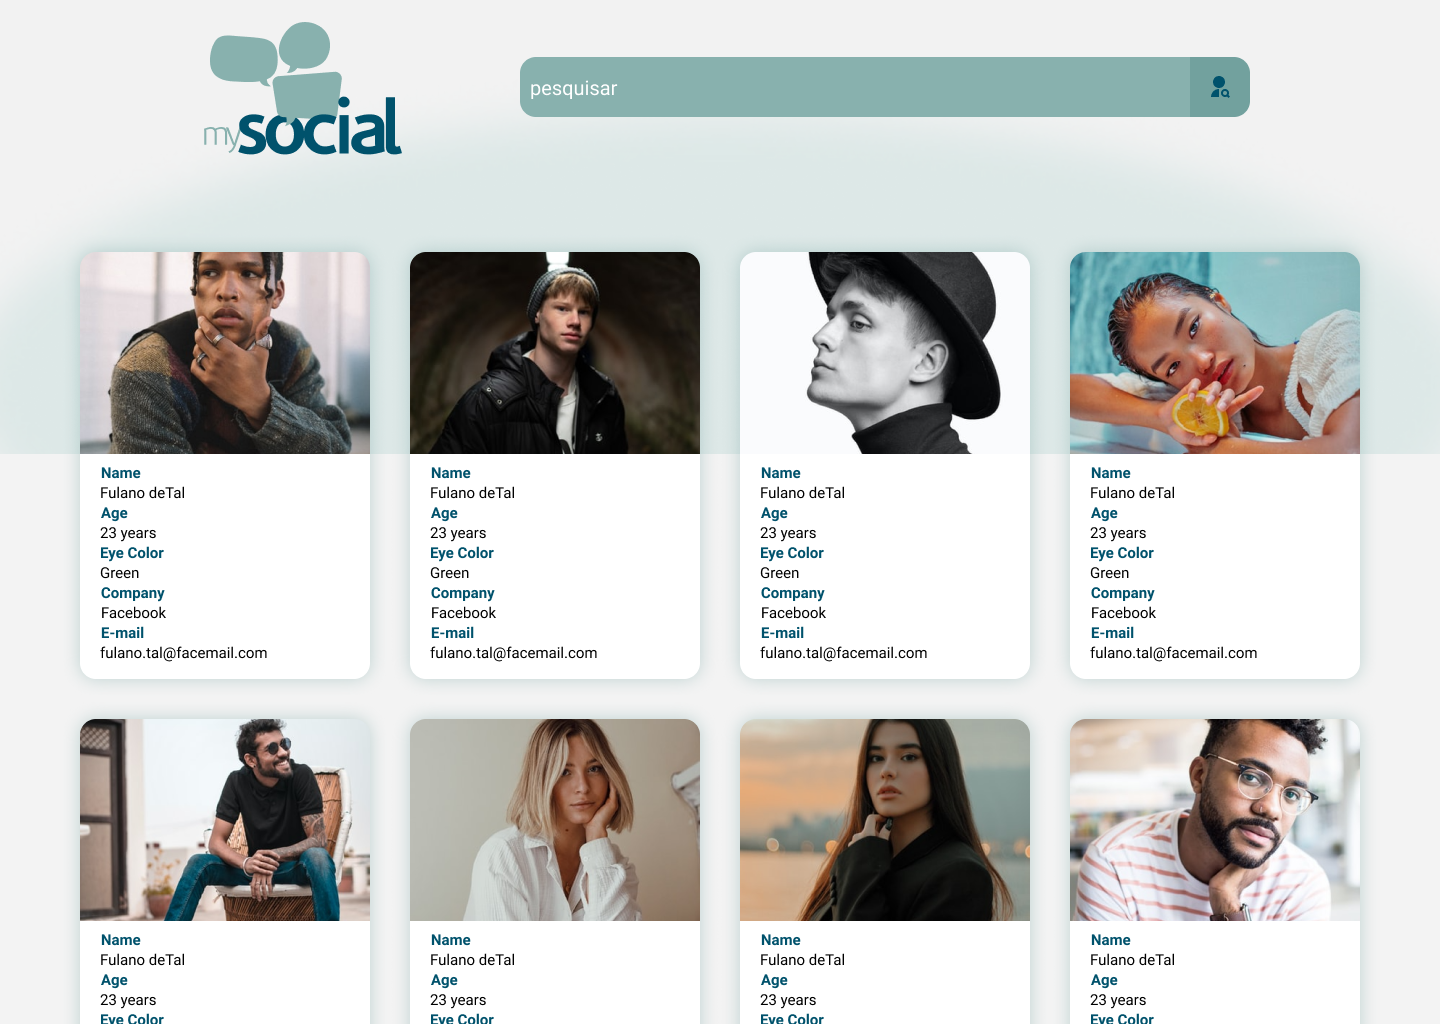 mysocial
pesquisar
Name
Fulano deTal
Age
23 years
Eye Color
Green
Company
Facebook
E-mail
fulano.tal@facemail.com
Name
Fulano deTal
Age
23 years
Eye Color
Green
Company
Facebook
E-mail
fulano.tal@facemail.com
Name
Fulano deTal
Age
23 years
Eye Color
Green
Company
Facebook
E-mail
fulano.tal@facemail.com
Name
Fulano deTal
Age
23 years
Eye Color
Green
Company
Facebook
E-mail
fulano.tal@facemail.com
Name
Fulano deTal
Age
23 years
Eye Color
Name
Fulano deTal
Age
23 years
Eye Color
Name
Fulano deTal
Age
23 years
Eye Color
Name
Fulano deTal
Age
23 years
Eye Color